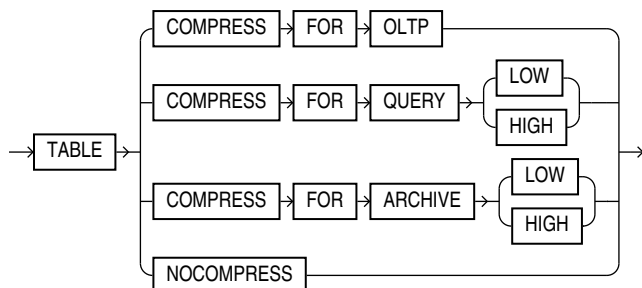 COMPRESS FOR OLTP
LOW
COMPRESS FOR QUERY
HIGH
TABLE
LOW
COMPRESS FOR ARCHIVE
HIGH
NOCOMPRESS